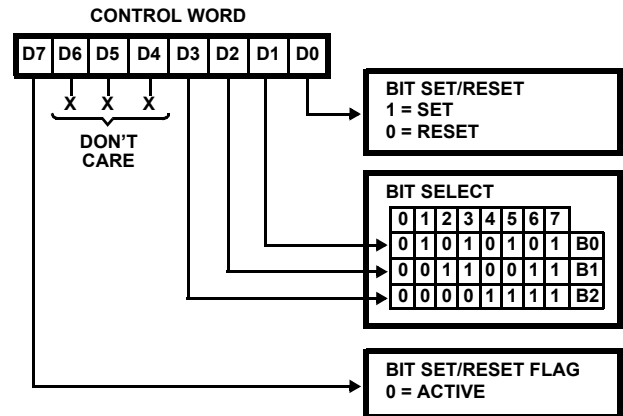 CONTROL WORD
D7 D6 D5 D4 D3 D2 D1 D0
X X X
DON'T
CARE
BIT SET/RESET
1 = SET
0 = RESET
BIT SELECT
0 1 2 3 4 5 6 7
0 1 0 1 0 1 0 1 B0
0 0 1 1 0 0 1 1 B1
0 0 0 0 1 1 1 1 B2
BIT SET/RESET FLAG
0 = ACTIVE